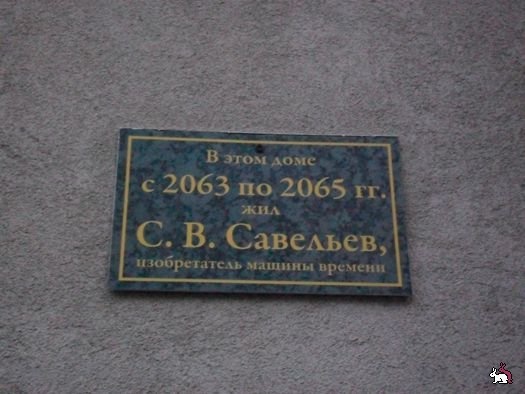 В этом доме
с 2063 по 2065 гг.
жил
С. В. Савельев,
изобретатель машины времени